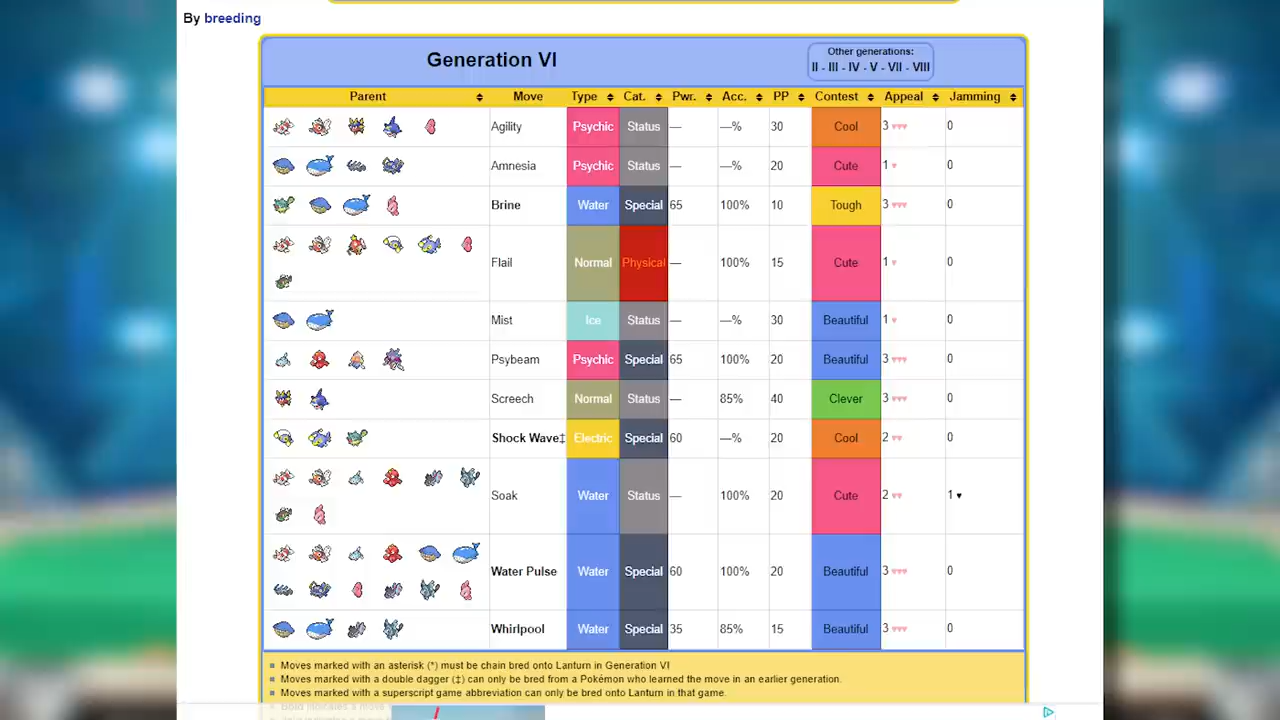 By breeding
Generation VI
Other generations:
II - III - IV - V - VII - VIII
Parent Move Type Cat. Pwr. Acc. PP Contest Appeal Jamming
Agility Psychic Status — —% 30 Cool 3 ♥♥♥ 0
Amnesia Psychic Status — —% 20 Cute 1 ♥ 0
Brine Water Special 65 100% 10 Tough 3 ♥♥♥ 0
Flail Normal Physical — 100% 15 Cute 1 ♥ 0
Mist Ice Status — —% 30 Beautiful 1 ♥ 0
Psybeam Psychic Special 65 100% 20 Beautiful 3 ♥♥♥ 0
Screech Normal Status — 85% 40 Clever 3 ♥♥♥ 0
Shock Wave‡ Electric Special 60 —% 20 Cool 2 ♥♥ 0
Soak Water Status — 100% 20 Cute 2 ♥♥ 1 ♥
Water Pulse Water Special 60 100% 20 Beautiful 3 ♥♥♥ 0
Whirlpool Water Special 35 85% 15 Beautiful 3 ♥♥♥ 0
Moves marked with an asterisk (*) must be chain bred onto Lanturn in Generation VI
Moves marked with a double dagger (‡) can only be bred from a Pokémon who learned the move in an earlier generation.
Moves marked with a superscript game abbreviation can only be bred onto Lanturn in that game.